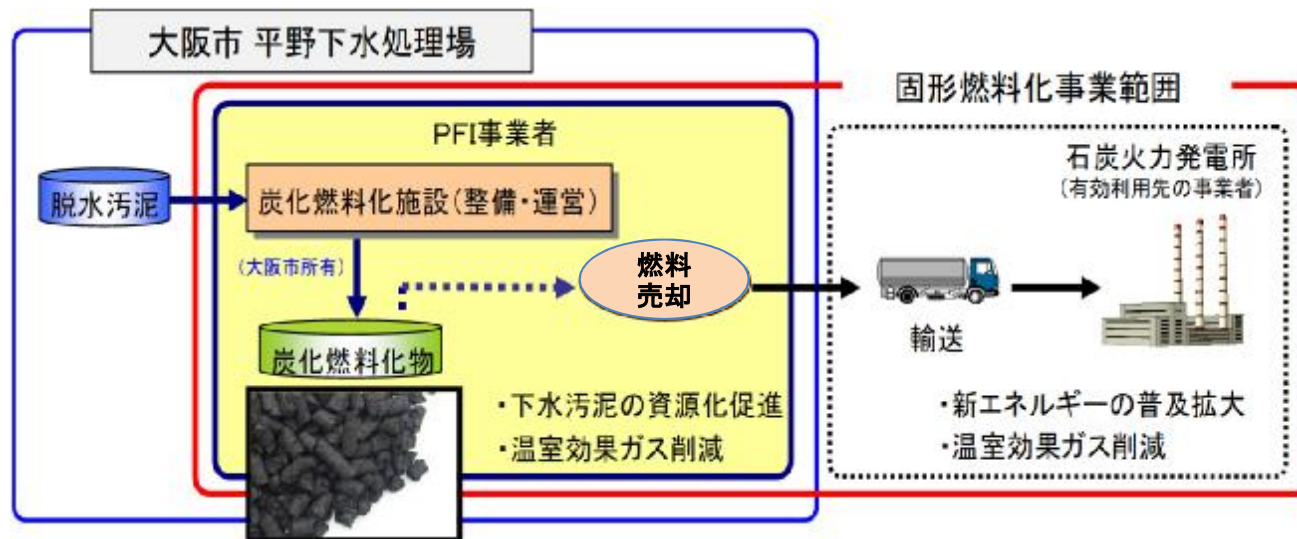 大阪市 平野下水処理場
固形燃料化事業範囲
PFI事業者
石炭火力発電所
(有効利用先の事業者)
脱水汚泥
炭化燃料化施設(整備・運営)
(大阪市所有)
燃料
売却
輸送
炭化燃料化物
・下水汚泥の資源化促進
・温室効果ガス削減
・新エネルギーの普及拡大
・温室効果ガス削減